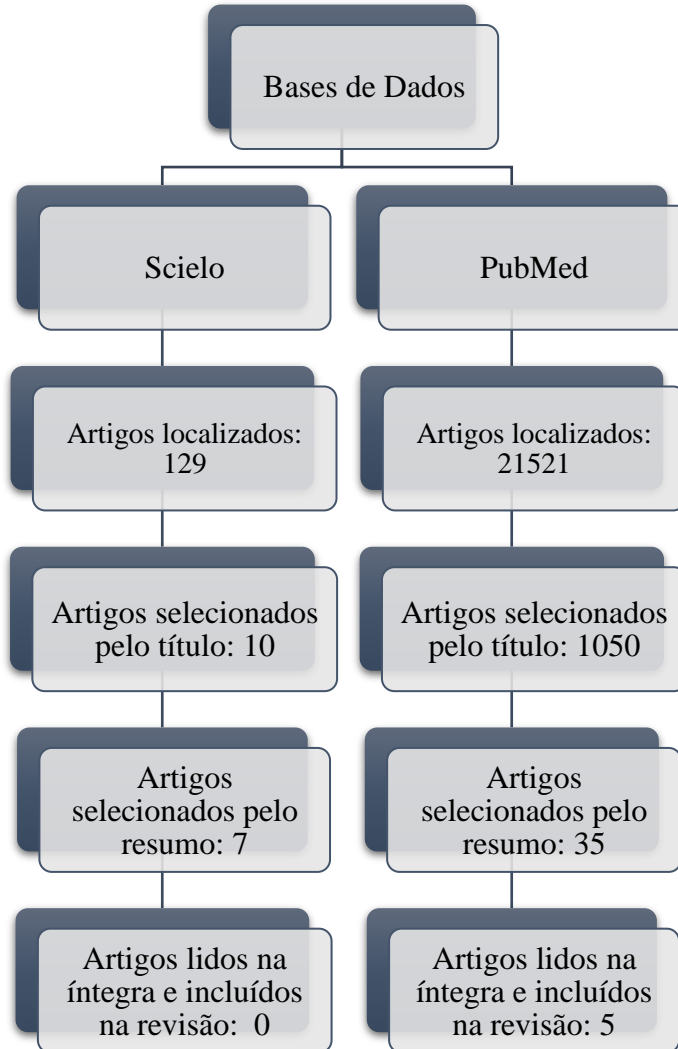 Bases de Dados
Scielo
PubMed
Artigos localizados:
129
Artigos localizados:
21521
Artigos selecionados
pelo título: 10
Artigos selecionados
pelo título: 1050
Artigos
selecionados pelo
resumo: 7
Artigos
selecionados pelo
resumo: 35
Artigos lidos na
íntegra e incluídos
na revisão: 0
Artigos lidos na
íntegra e incluídos
na revisão: 5